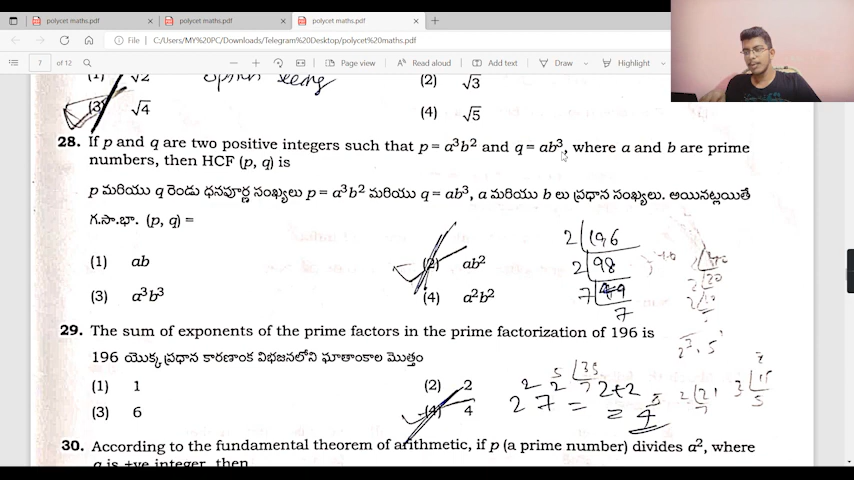 polycet maths.pdf
polycet maths.pdf
polycet maths.pdf
File C:/Users/MY%20PC/Downloads/Telegram%20Desktop/polycet%20maths.pdf
7 of 12 Page view Read aloud Add text Draw Highlight
(1) √2 (2) √3
(3) √4
(4) √5
28. If p and q are two positive integers such that p = a³b² and q = ab³, where a and b are prime
numbers, then HCF (p, q) is
p మరియు q రెండు ధనపూర్ణ సంఖ్యలు p = a³b² మరియు q = ab³, a మరియు b లు ప్రధాన సంఖ్యలు. అయినట్లయితే
గ.సా.భా. (p, q) =
(1) ab (2) ab²
(3) a³b³ (4) a²b²
2 196
2 98
7 49
7
29. The sum of exponents of the prime factors in the prime factorization of 196 is
196 యొక్క ప్రధాన కారణాంక విభజనలోని ఘాతాంకాల మొత్తం
(1) 1 (2) 2
(3) 6 (4) 4
2² 7² = 2+2
= 4
30. According to the fundamental theorem of arithmetic, if p (a prime number) divides a², where
a is +ve integer, then